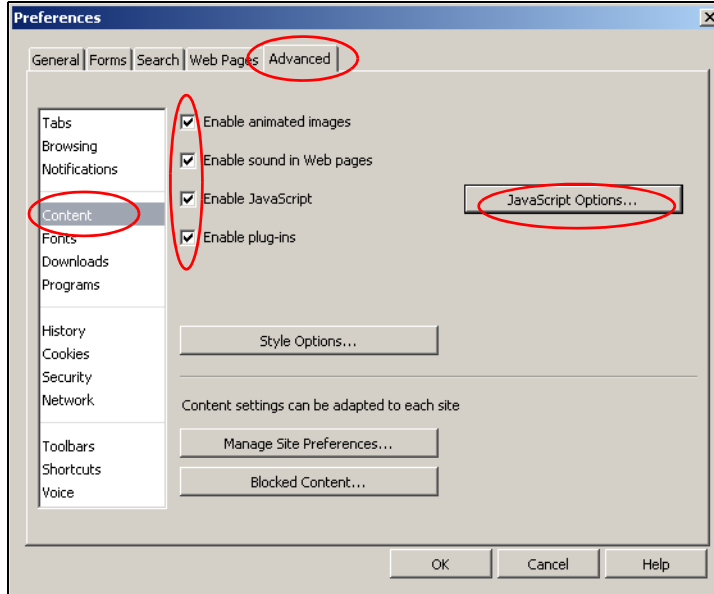 Preferences
General Forms Search Web Pages Advanced
Tabs
Browsing
Notifications
Content
Fonts
Downloads
Programs
History
Cookies
Security
Network
Toolbars
Shortcuts
Voice
Enable animated images
Enable sound in Web pages
Enable JavaScript
JavaScript Options...
Enable plug-ins
Style Options...
Content settings can be adapted to each site
Manage Site Preferences...
Blocked Content...
OK Cancel Help